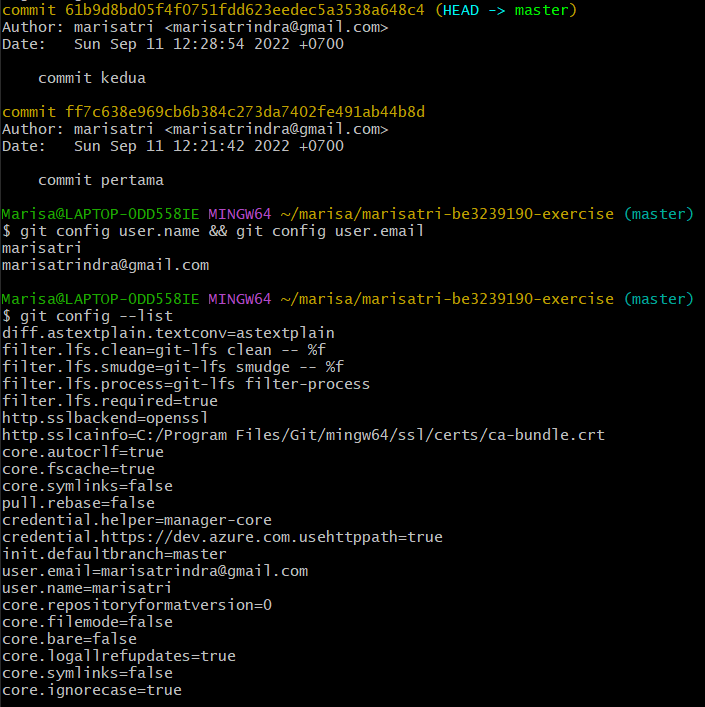 commit 61b9d8bd05f4f0751fdd623eedec5a3538a648c4 (HEAD -> master)
Author: marisatri <marisatrindra@gmail.com>
Date:   Sun Sep 11 12:28:54 2022 +0700

    commit kedua

commit ff7c638e969cb6b384c273da7402fe491ab44b8d
Author: marisatri <marisatrindra@gmail.com>
Date:   Sun Sep 11 12:21:42 2022 +0700

    commit pertama

Marisa@LAPTOP-ODD558IE MINGW64 ~/marisa/marisatri-be3239190-exercise (master)
$ git config user.name && git config user.email
marisatri
marisatrindra@gmail.com

Marisa@LAPTOP-ODD558IE MINGW64 ~/marisa/marisatri-be3239190-exercise (master)
$ git config --list
diff.astextplain.textconv=astextplain
filter.lfs.clean=git-lfs clean -- %f
filter.lfs.smudge=git-lfs smudge -- %f
filter.lfs.process=git-lfs filter-process
filter.lfs.required=true
http.sslbackend=openssl
http.sslcainfo=C:/Program Files/Git/mingw64/ssl/certs/ca-bundle.crt
core.autocrlf=true
core.fscache=true
core.symlinks=false
pull.rebase=false
credential.helper=manager-core
credential.https://dev.azure.com.usehttppath=true
init.defaultbranch=master
user.email=marisatrindra@gmail.com
user.name=marisatri
core.repositoryformatversion=0
core.filemode=false
core.bare=false
core.logallrefupdates=true
core.symlinks=false
core.ignorecase=true